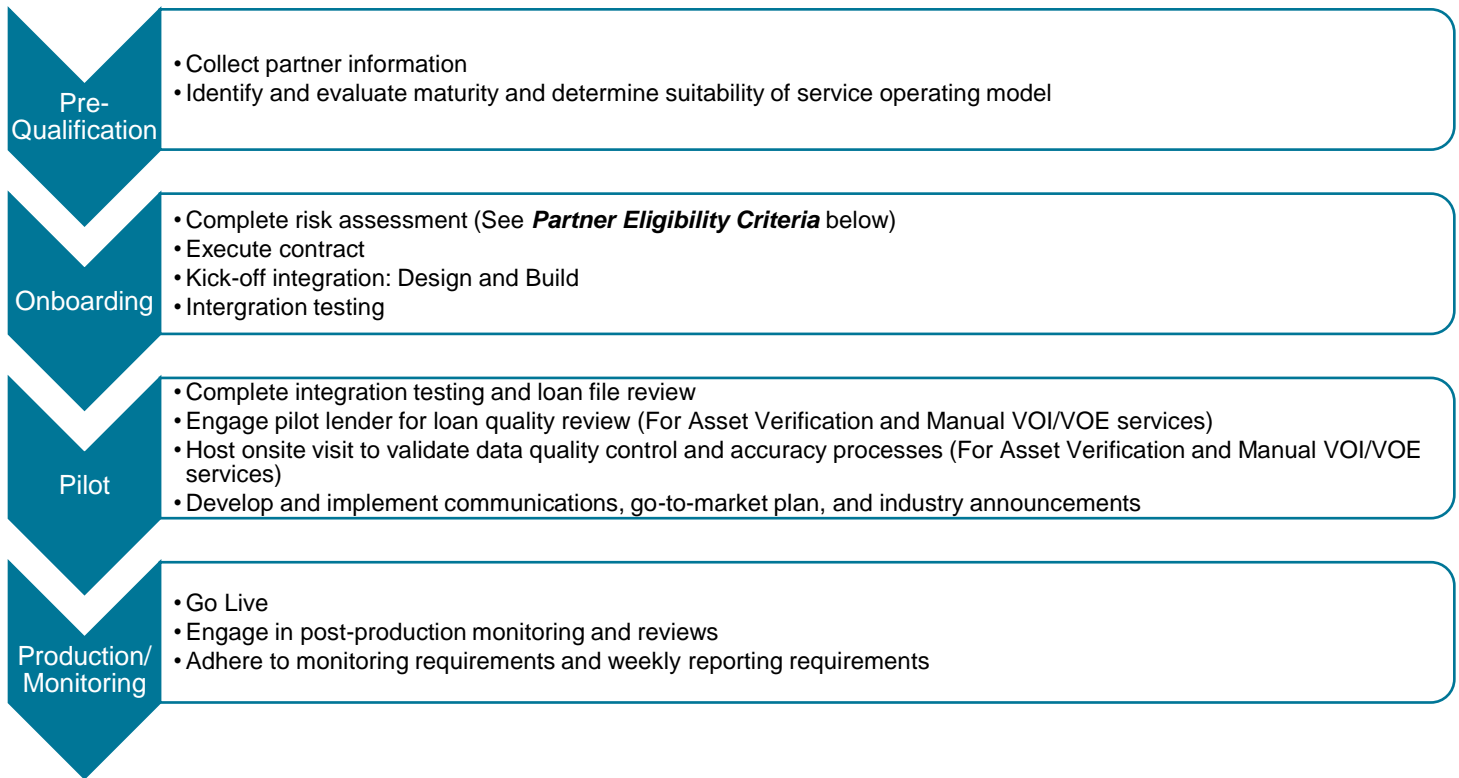 Pre-
Qualification
• Collect partner information
• Identify and evaluate maturity and determine suitability of service operating model
Onboarding
• Complete risk assessment (See Partner Eligibility Criteria below)
• Execute contract
• Kick-off integration: Design and Build
• Intergration testing
Pilot
• Complete integration testing and loan file review
• Engage pilot lender for loan quality review (For Asset Verification and Manual VOI/VOE services)
• Host onsite visit to validate data quality control and accuracy processes (For Asset Verification and Manual VOI/VOE
services)
• Develop and implement communications, go-to-market plan, and industry announcements
Production/
Monitoring
• Go Live
• Engage in post-production monitoring and reviews
• Adhere to monitoring requirements and weekly reporting requirements